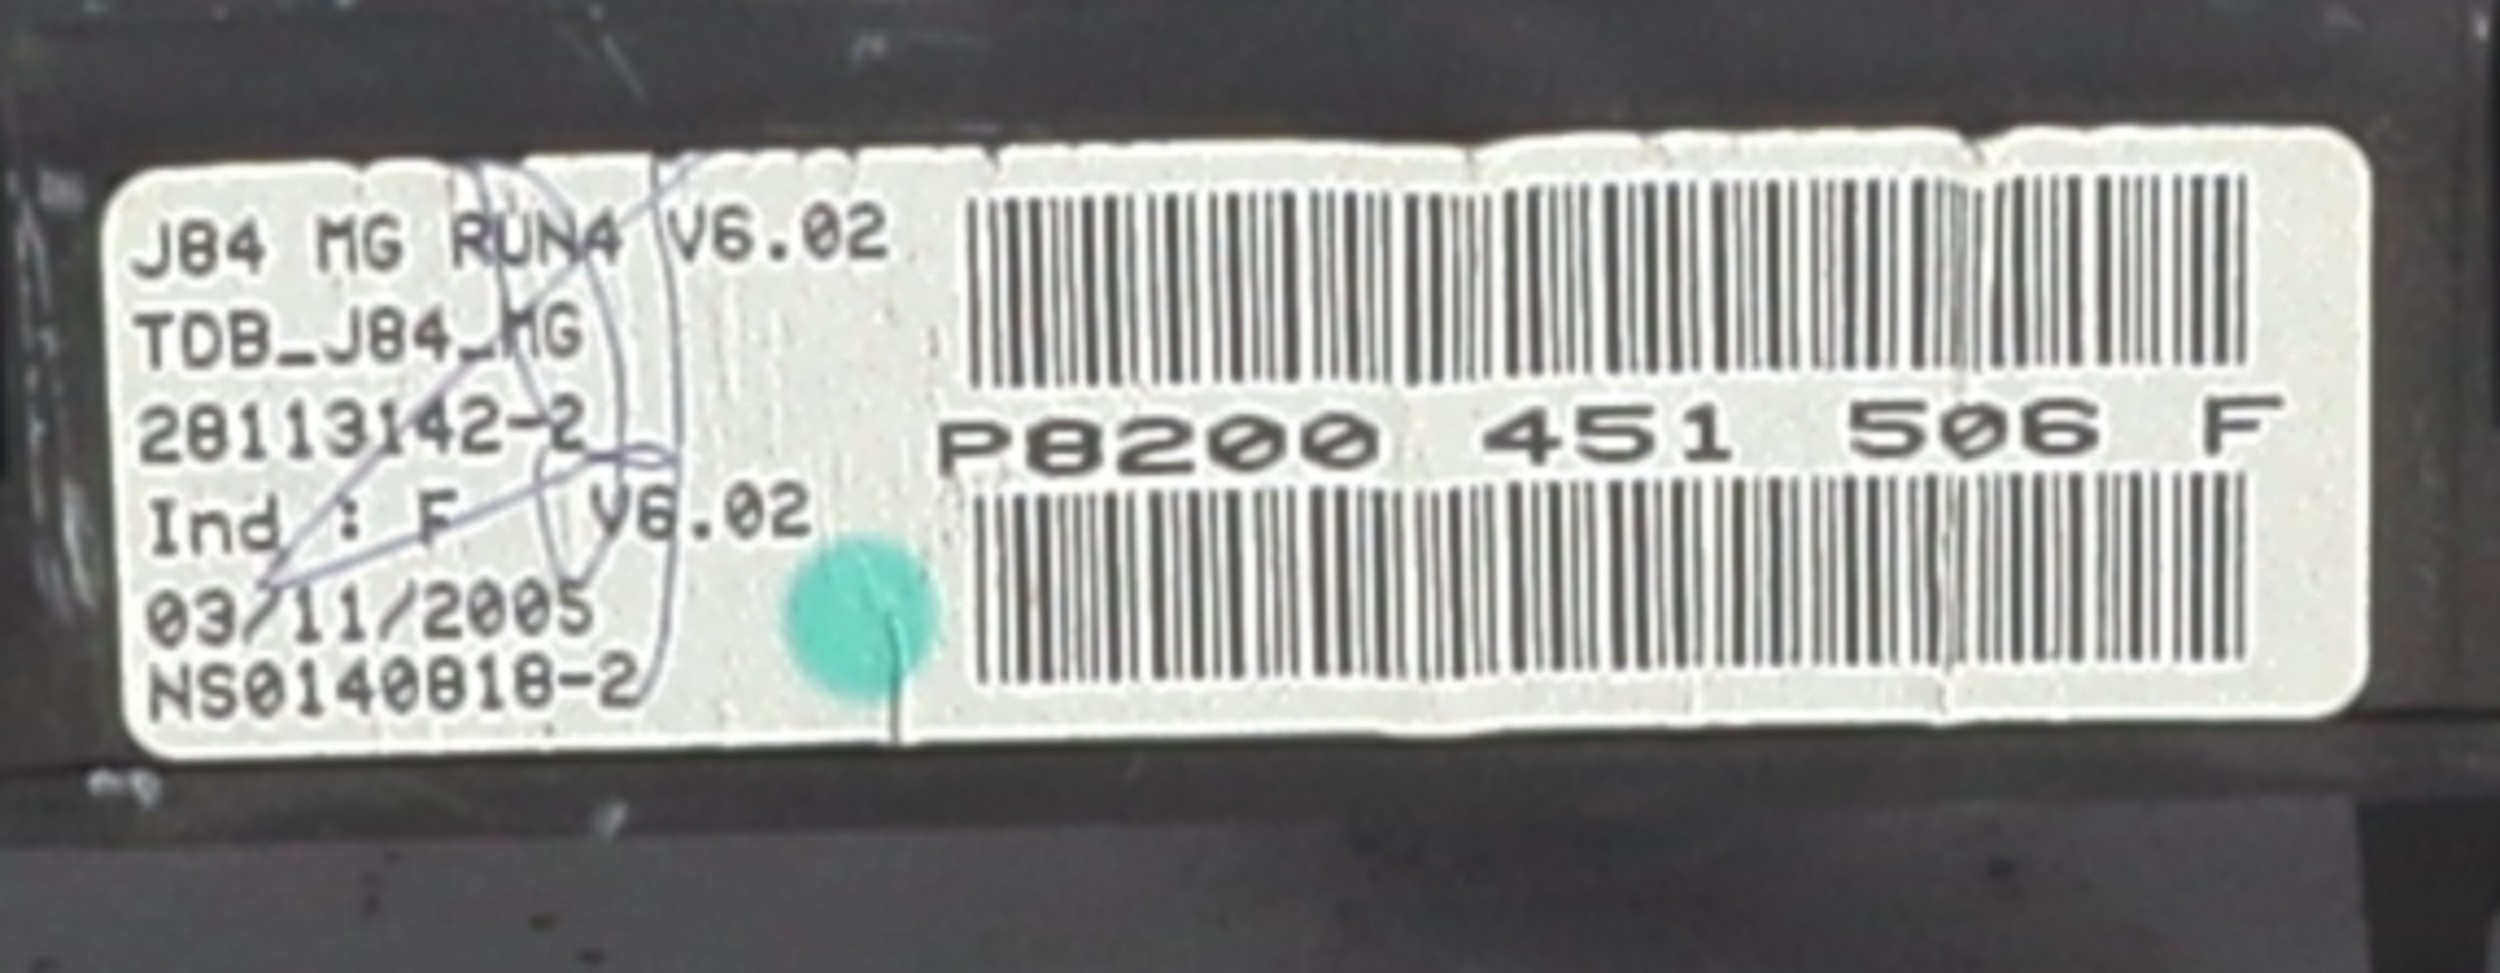 J84 MG RUN4 V6.02
TDB_J84_MG
28113142-2
Ind : F V6.02
03/11/2005
NS0140818-2
P8200 451 506 F